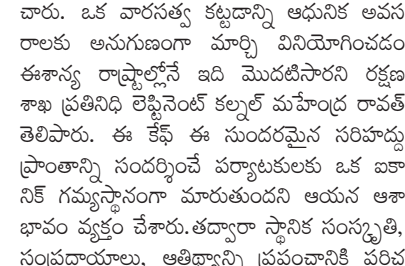 చారు. ఒక వారసత్వ కట్టడాన్ని ఆధునిక అవస
రాలకు అనుగుణంగా మార్చి వినియోగించడం
ఈశాన్య రాష్ట్రాల్లోనే ఇది మొదటిసారని రక్షణ
శాఖ ప్రతినిధి లెఫ్టినెంట్ కల్నల్ మహేంద్ర రావత్
తెలిపారు. ఈ కేఫ్ ఈ సుందరమైన సరిహద్దు
ప్రాంతాన్ని సందర్శించే పర్యాటకులకు ఒక ఐకా
నిక్ గమ్యస్థానంగా మారుతుందని ఆయన ఆశా
భావం వ్యక్తం చేశారు.తద్వారా స్థానిక సంస్కృతి,
సంప్రదాయాలు, ఆతిథ్యాన్ని ప్రపంచానికి పరిచ